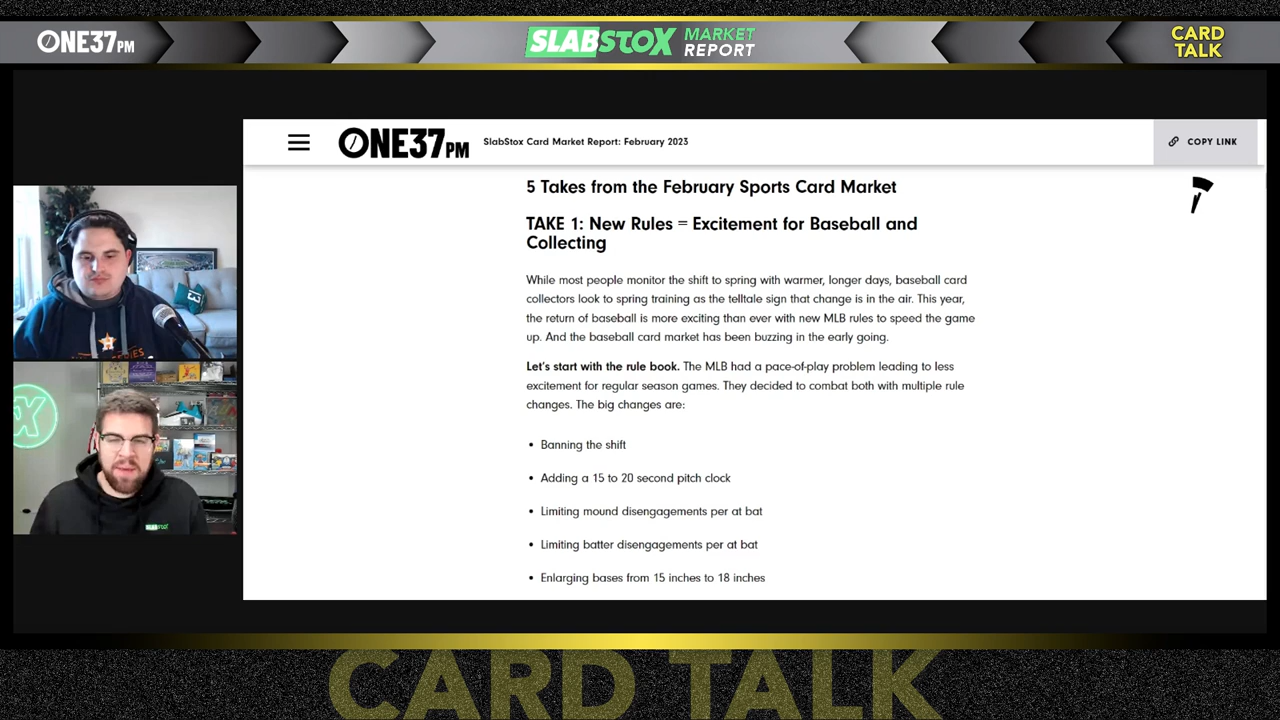 ONE37PM
SLABSTOX MARKET REPORT
CARD TALK
ONE37PM
SlabStox Card Market Report: February 2023
COPY LINK
5 Takes from the February Sports Card Market
TAKE 1: New Rules = Excitement for Baseball and
Collecting
While most people monitor the shift to spring with warmer, longer days, baseball card
collectors look to spring training as the telltale sign that change is in the air. This year,
the return of baseball is more exciting than ever with new MLB rules to speed the game
up. And the baseball card market has been buzzing in the early going.
Let's start with the rule book. The MLB had a pace-of-play problem leading to less
excitement for regular season games. They decided to combat both with multiple rule
changes. The big changes are:
• Banning the shift
• Adding a 15 to 20 second pitch clock
• Limiting mound disengagements per at bat
• Limiting batter disengagements per at bat
• Enlarging bases from 15 inches to 18 inches
SLABSTOX
CARD TALK